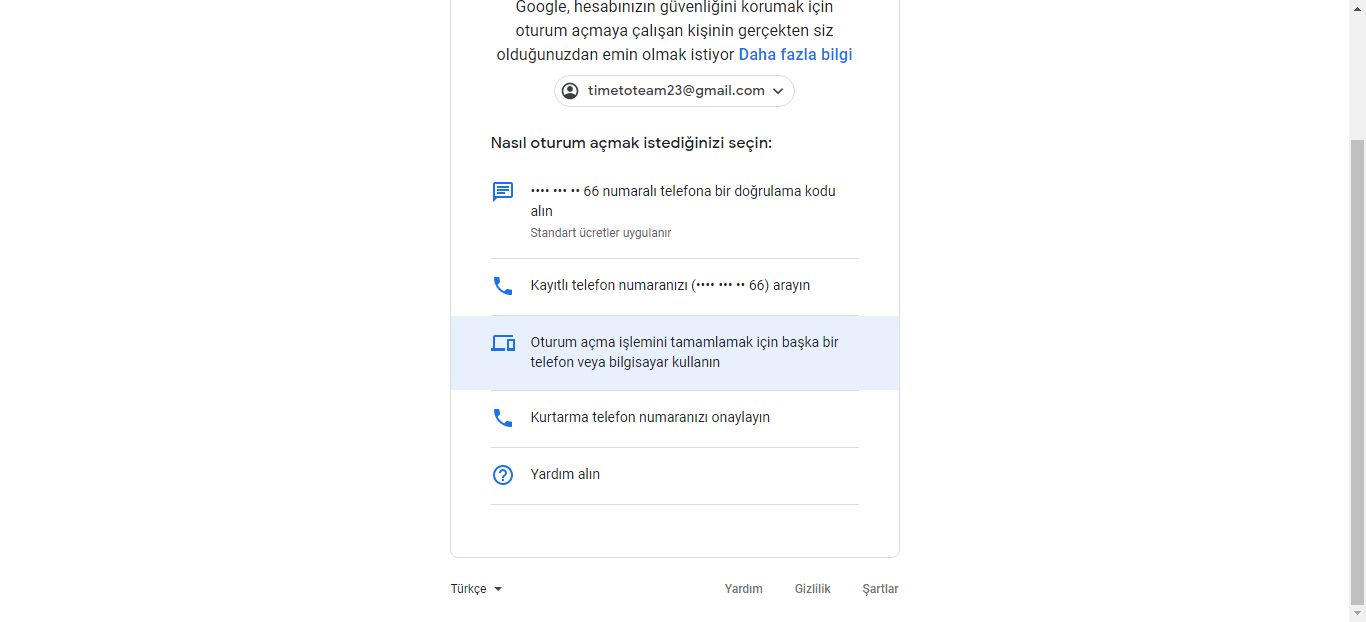 Google, hesabınızın güvenliğini korumak için
oturum açmaya çalışan kişinin gerçekten siz
olduğunuzdan emin olmak istiyor Daha fazla bilgi
timetoteam23@gmail.com
Nasıl oturum açmak istediğinizi seçin:
•••• ••• •• 66 numaralı telefona bir doğrulama kodu
alın
Standart ücretler uygulanır
Kayıtlı telefon numaranızı (•••• ••• •• 66) arayın
Oturum açma işlemini tamamlamak için başka bir
telefon veya bilgisayar kullanın
Kurtarma telefon numaranızı onaylayın
Yardım alın
Türkçe Yardım Gizlilik Şartlar